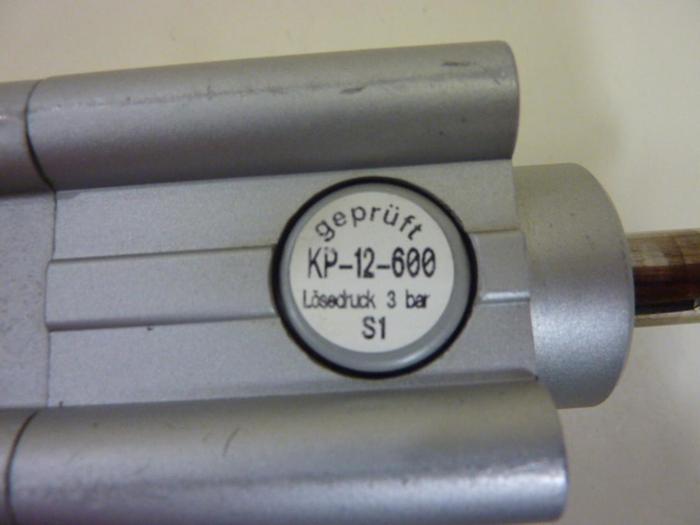 geprüft
KP-12-600
Lösedruck 3 bar
S1